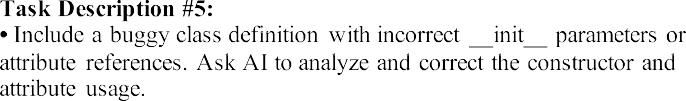 Task Description #5:
• Include a buggy class definition with incorrect __init__ parameters or
attribute references. Ask AI to analyze and correct the constructor and
attribute usage.